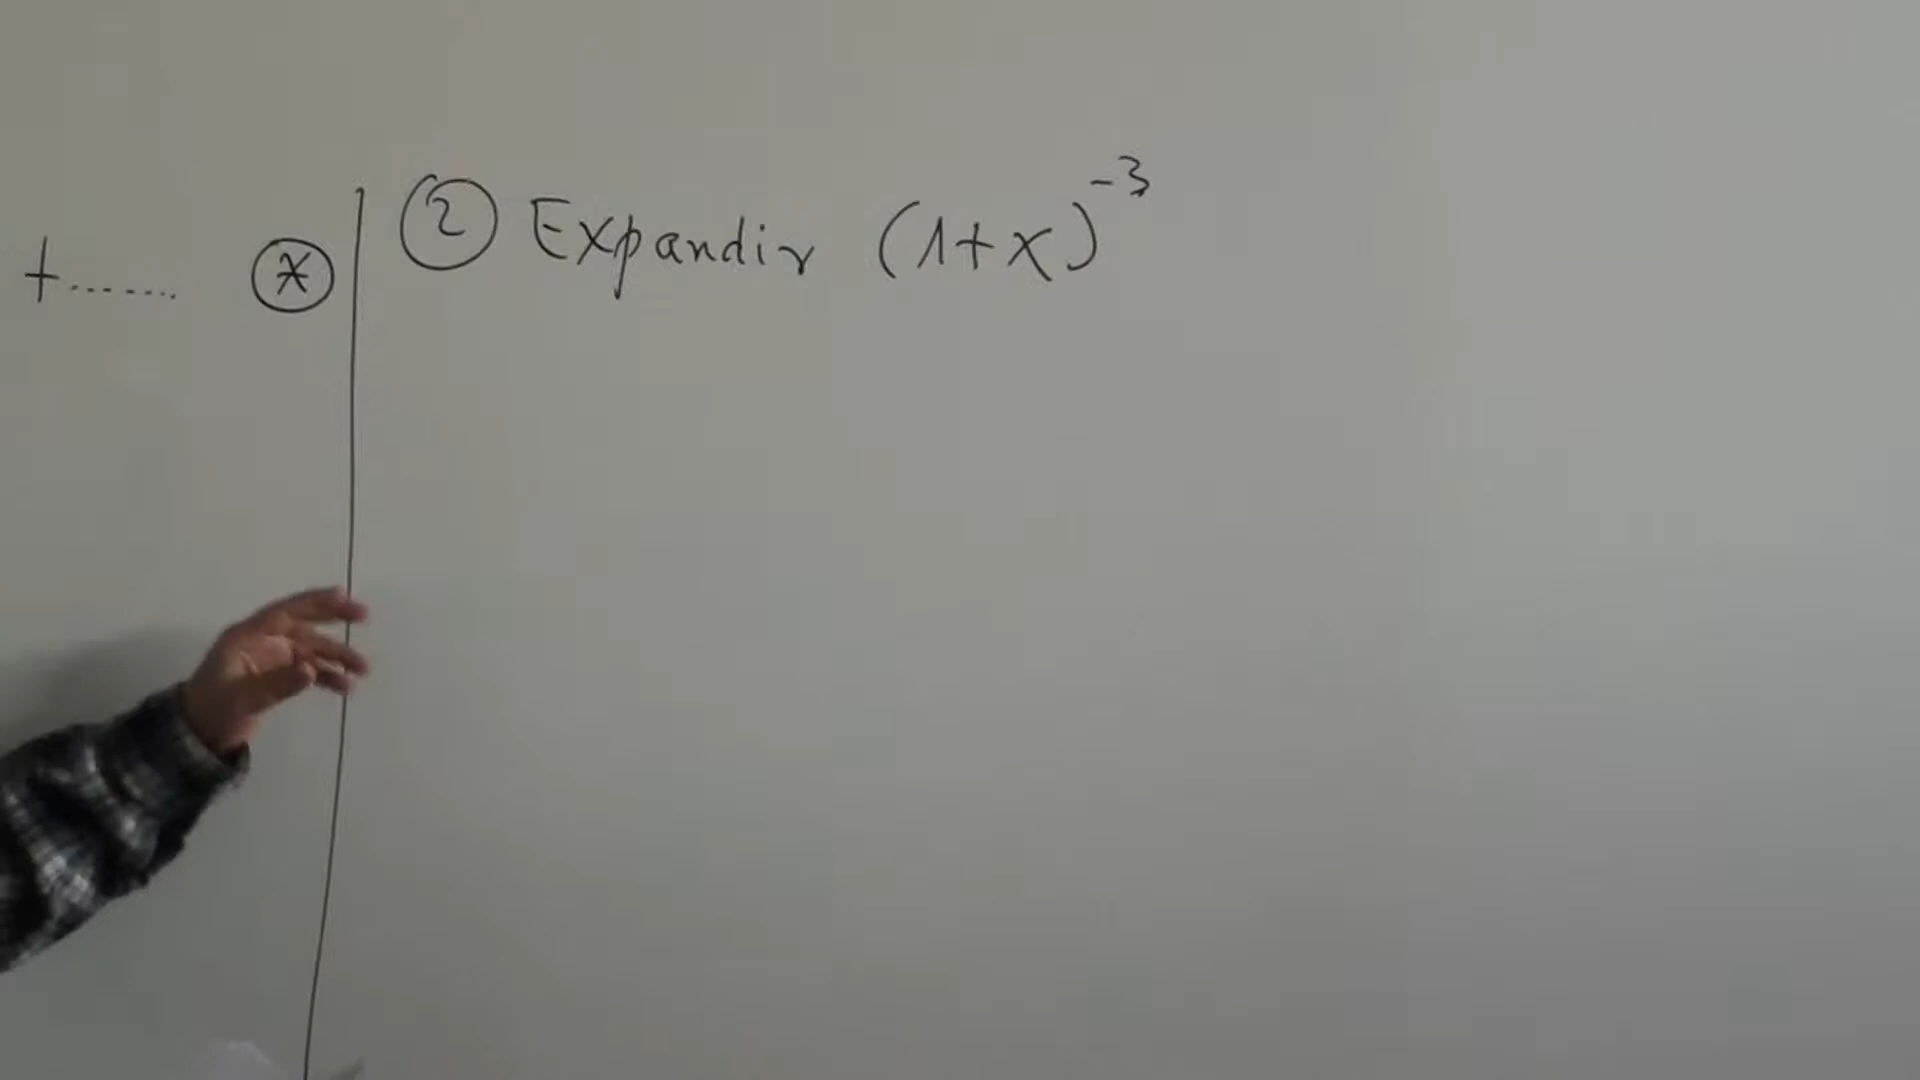 ② Expandir (1+x)⁻³
+....... ⊛